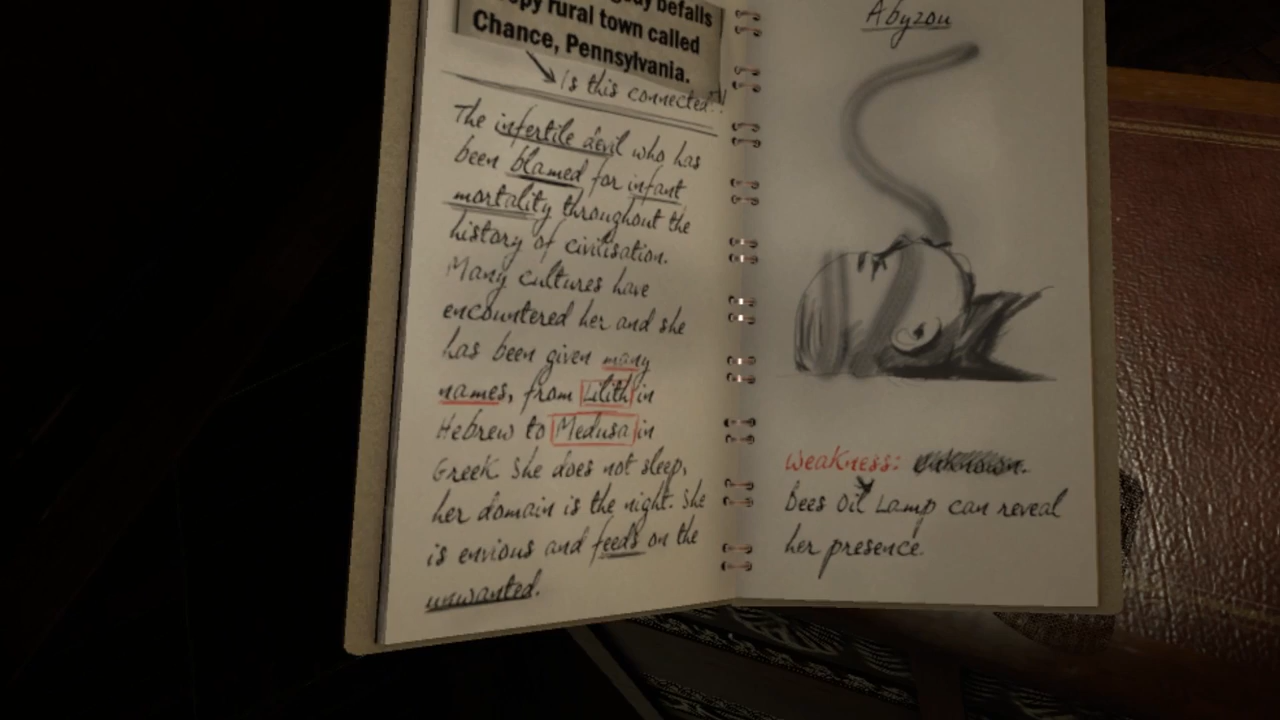 befalls
rural town called
Chance, Pennsylvania.
Is this connected?!
The infertile devil who has
been blamed for infant
mortality throughout the
history of civilisation.
Many cultures have
encountered her and she
has been given many
names, from Lilith in
Hebrew to Medusa in
Greek. She does not sleep,
her domain is the night. She
is envious and feeds on the
unwanted.
Abyzou
Weakness: unknown.
Bees Oil Lamp can reveal
her presence.